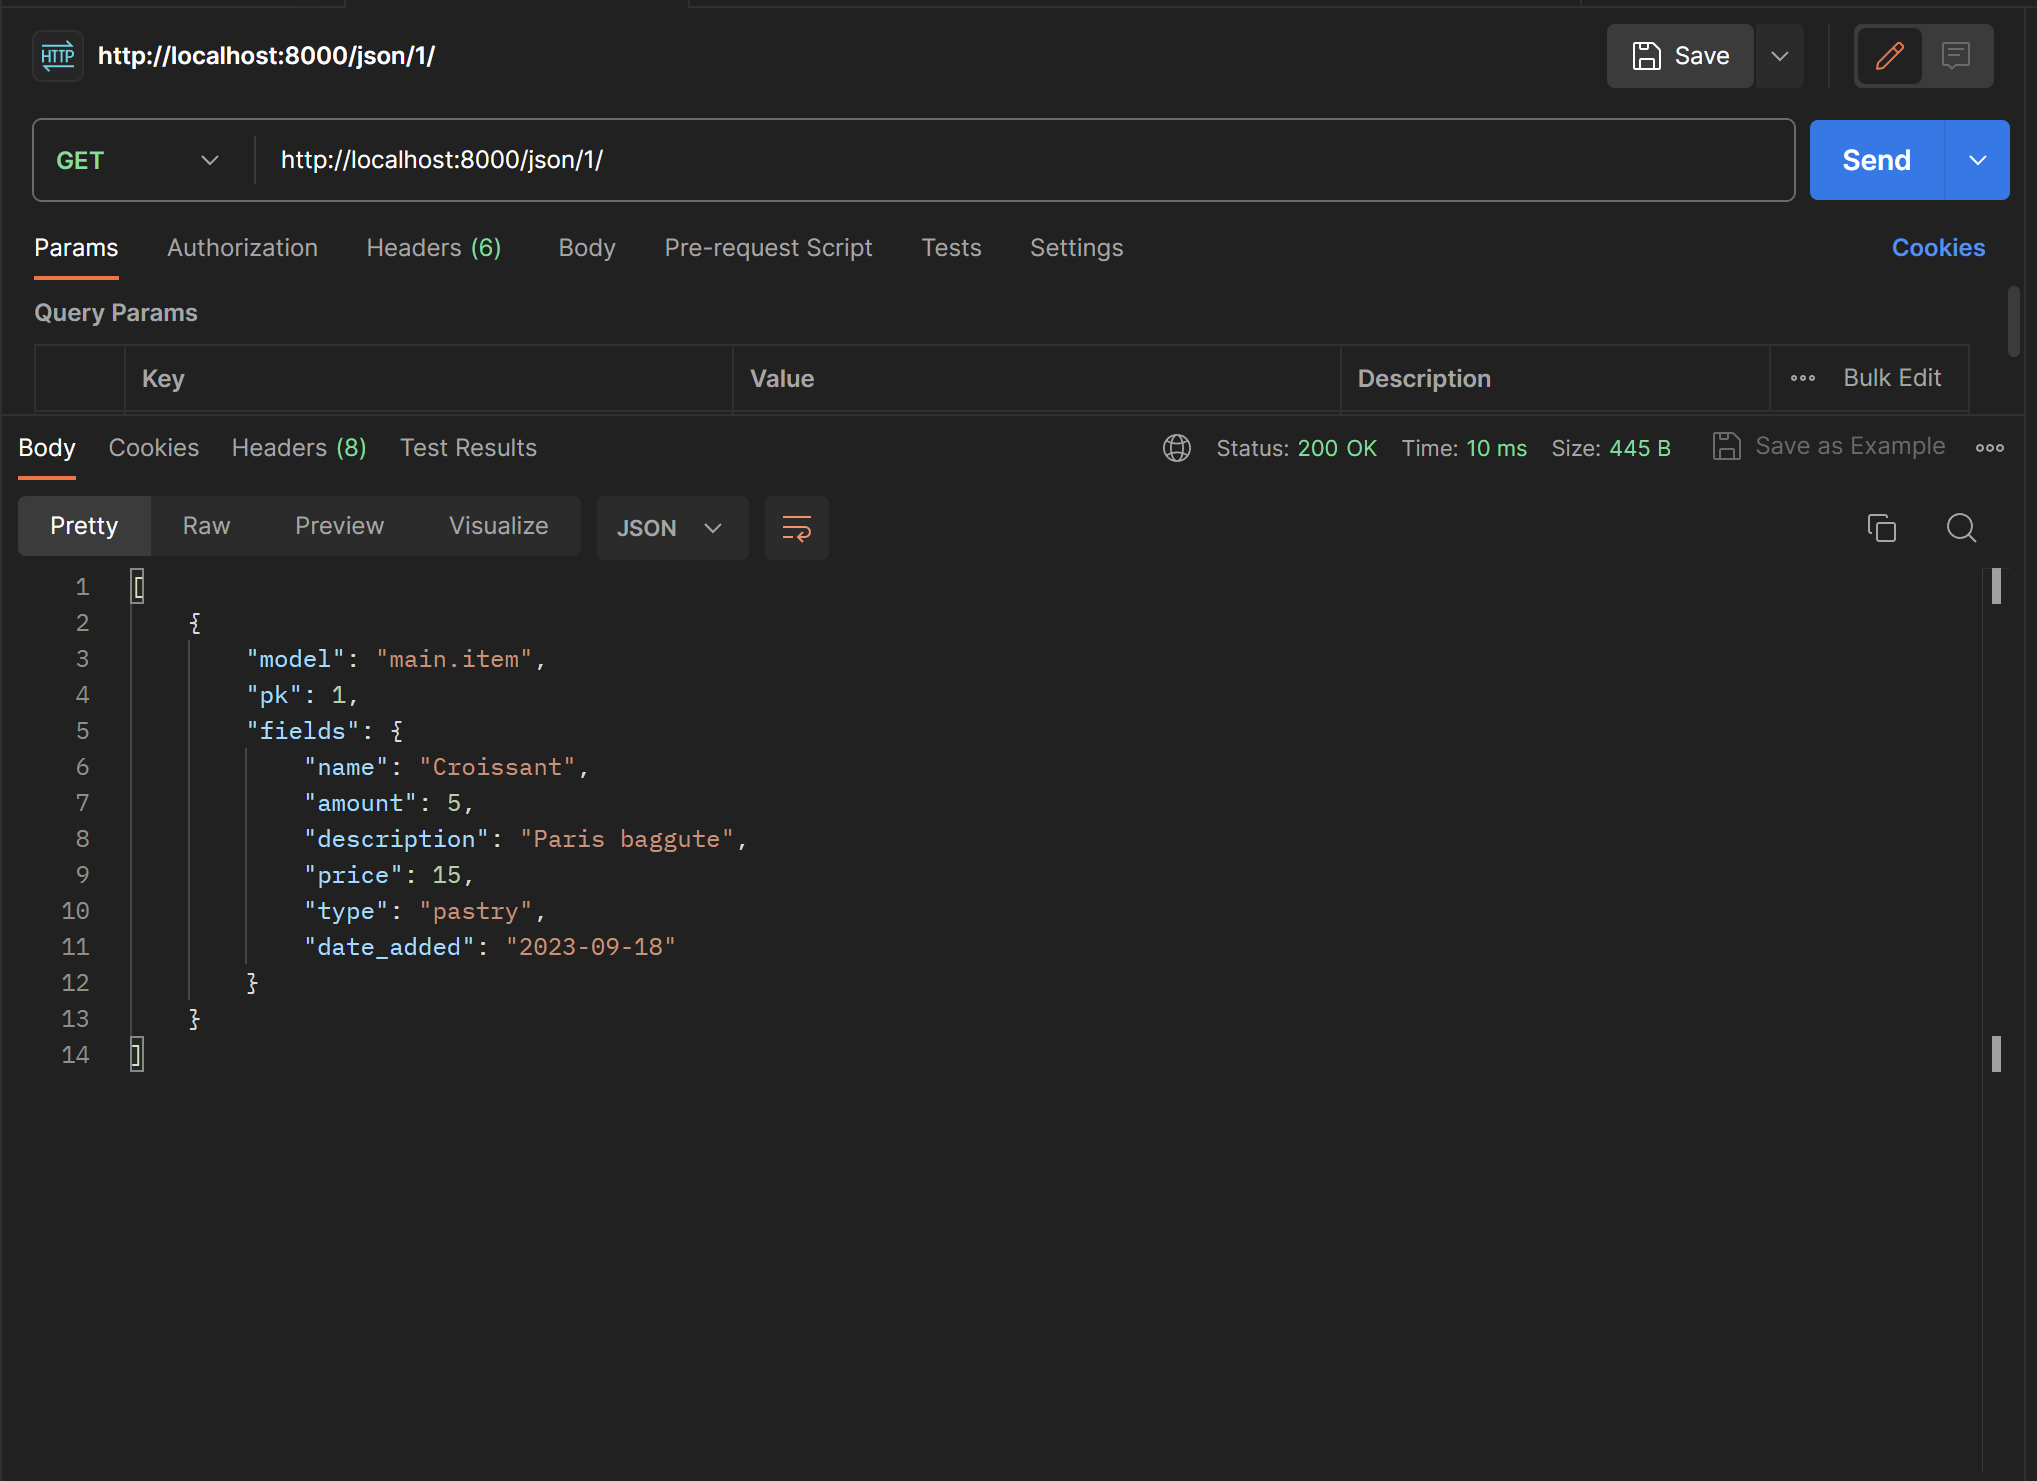 HTTP http://localhost:8000/json/1/ Save
GET http://localhost:8000/json/1/ Send
Params Authorization Headers (6) Body Pre-request Script Tests Settings Cookies
Query Params
Key Value Description Bulk Edit
Body Cookies Headers (8) Test Results Status: 200 OK Time: 10 ms Size: 445 B Save as Example
Pretty Raw Preview Visualize JSON
1 [
2 {
3 "model": "main.item",
4 "pk": 1,
5 "fields": {
6 "name": "Croissant",
7 "amount": 5,
8 "description": "Paris baggute",
9 "price": 15,
10 "type": "pastry",
11 "date_added": "2023-09-18"
12 }
13 }
14 ]